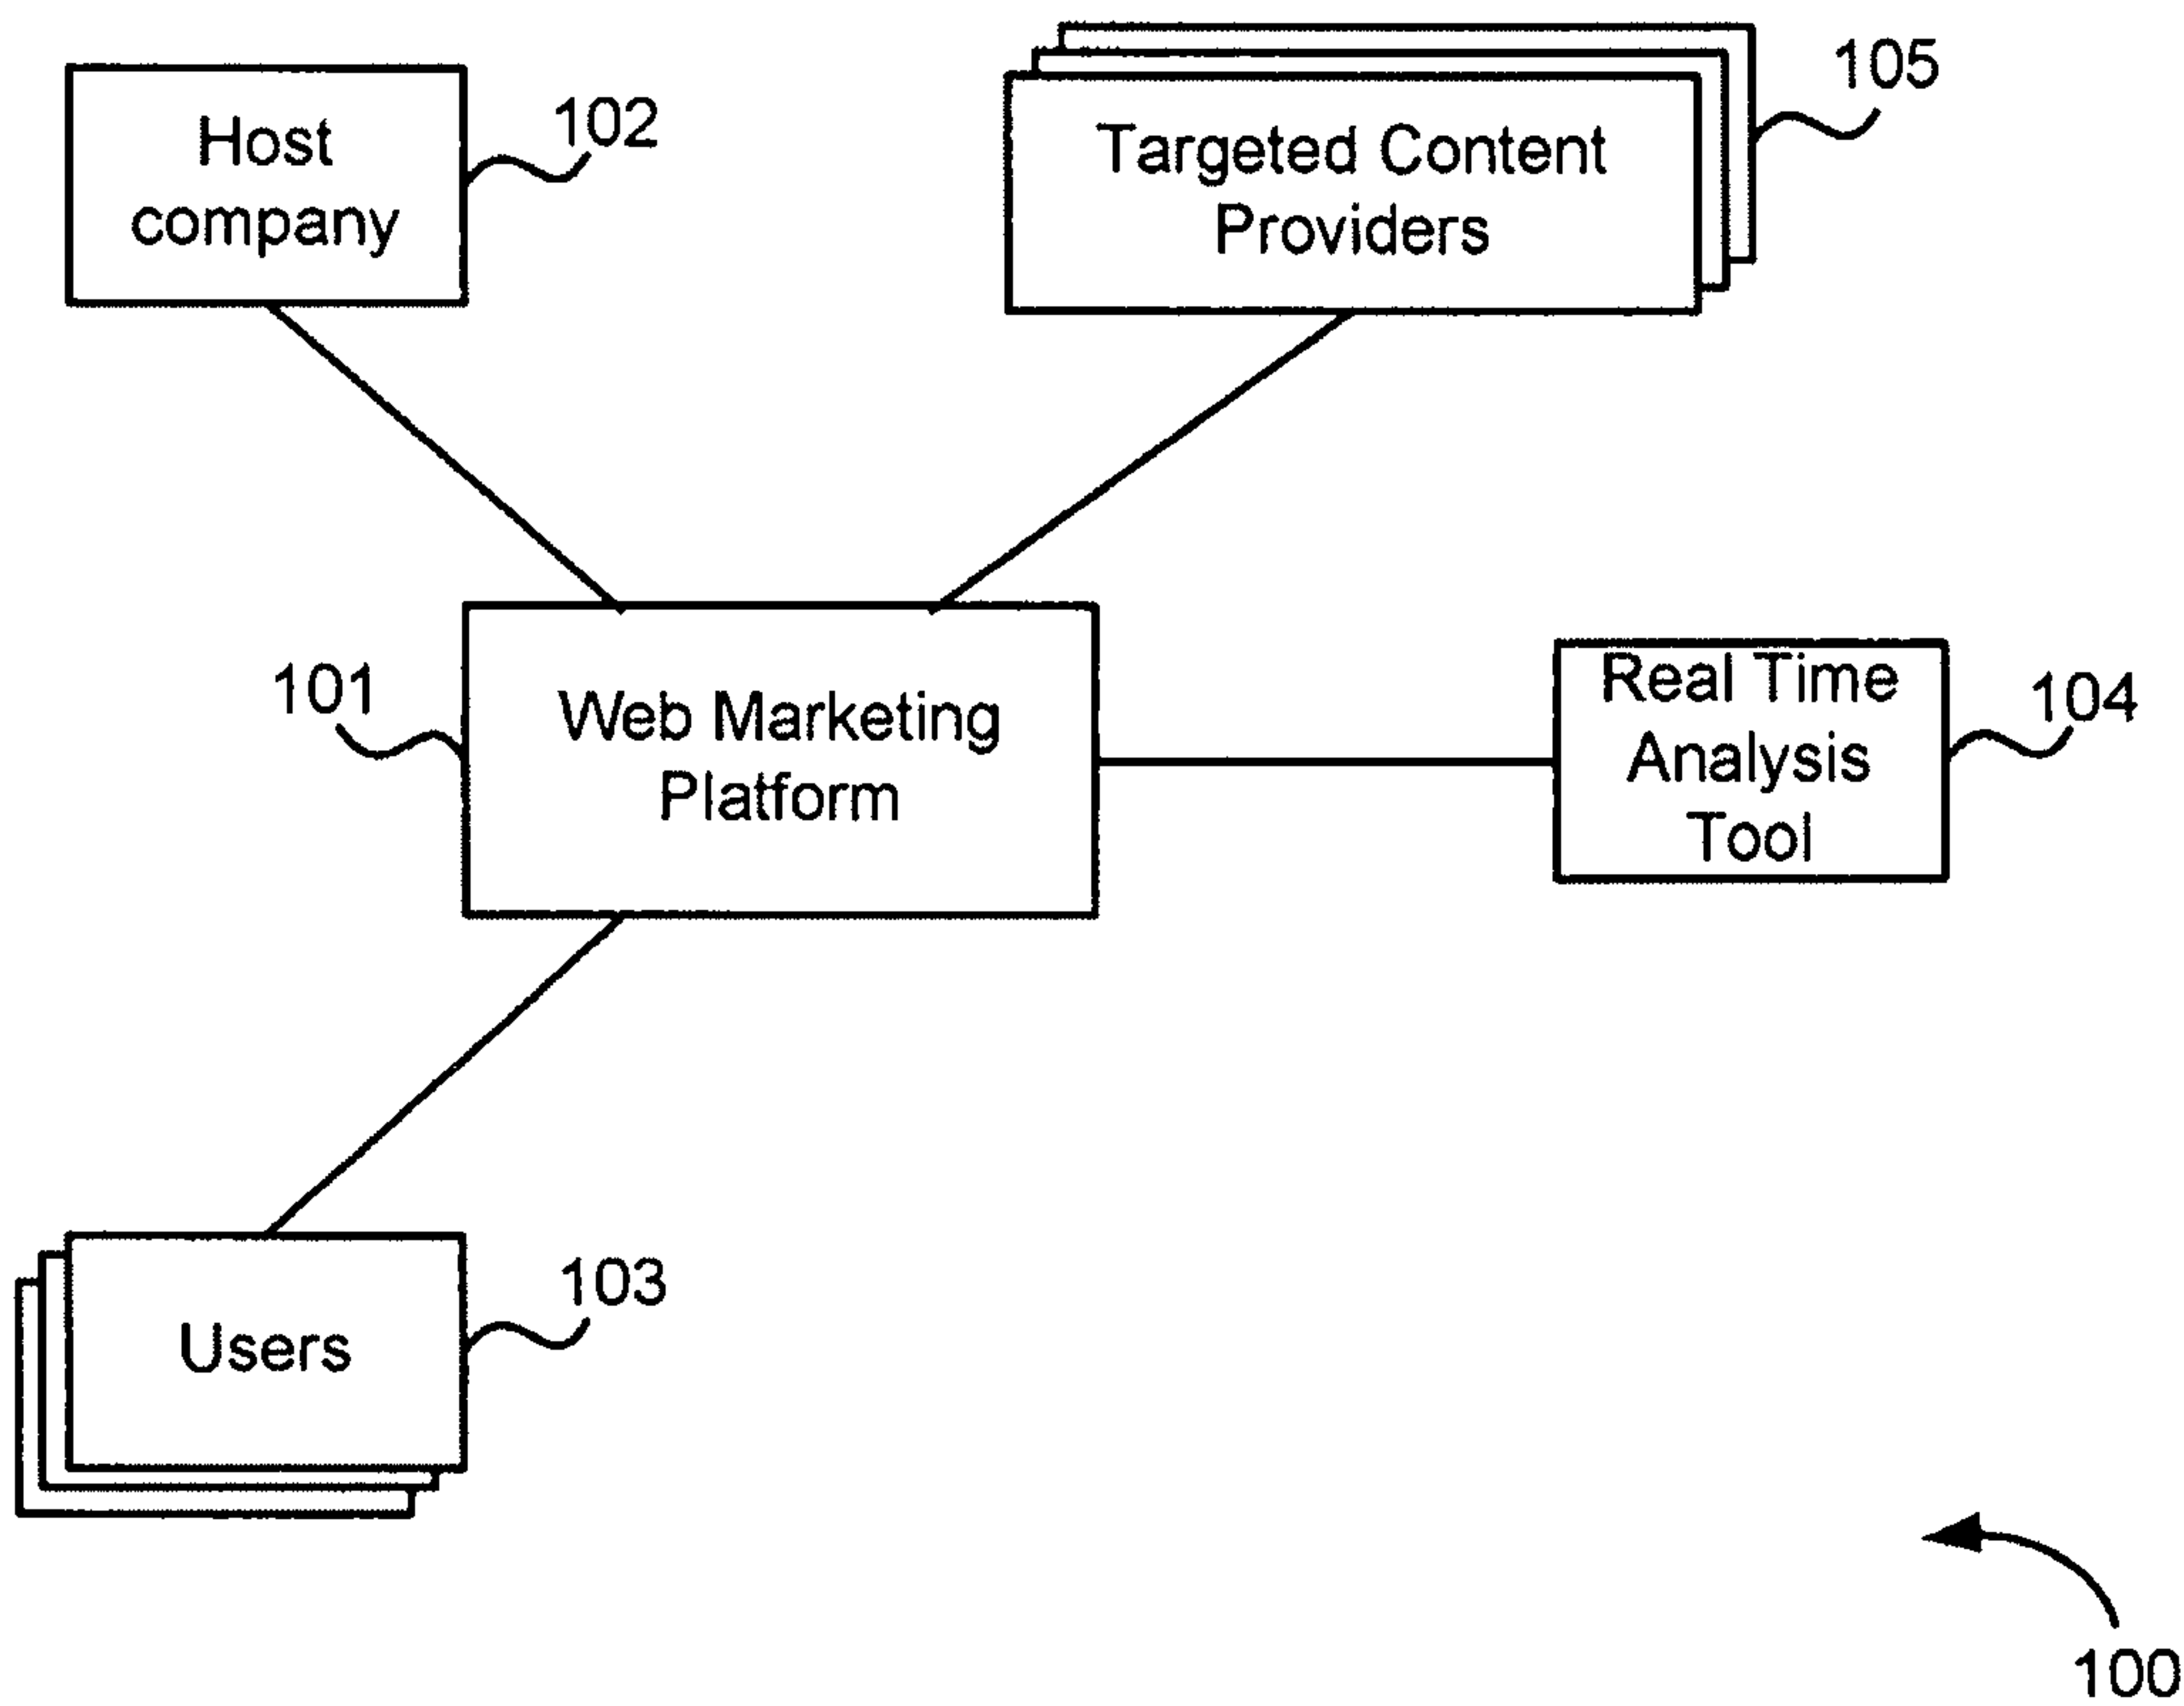 Host
company
102
Targeted Content
Providers
105
101
Web Marketing
Platform
Real Time
Analysis
Tool
104
Users
103
100